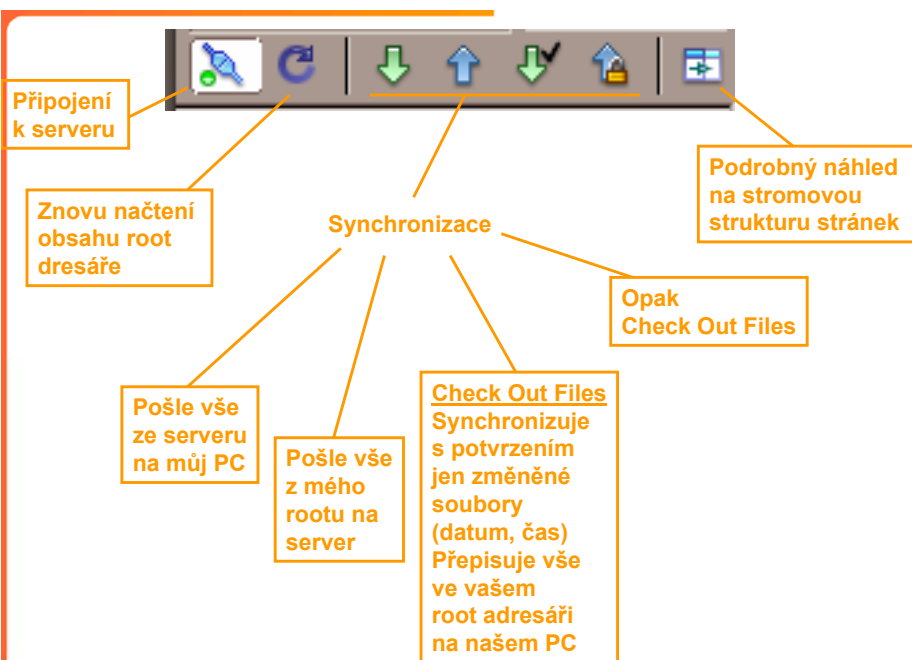 Připojení
k serveru
Znovu načtení
obsahu root
dresáře
Synchronizace
Podrobný náhled
na stromovou
strukturu stránek
Opak
Check Out Files
Pošle vše
ze serveru
na můj PC
Pošle vše
z mého
rootu na
server
Check Out Files
Synchronizuje
s potvrzením
jen změněné
soubory
(datum, čas)
Přepisuje vše
ve vašem
root adresáři
na našem PC